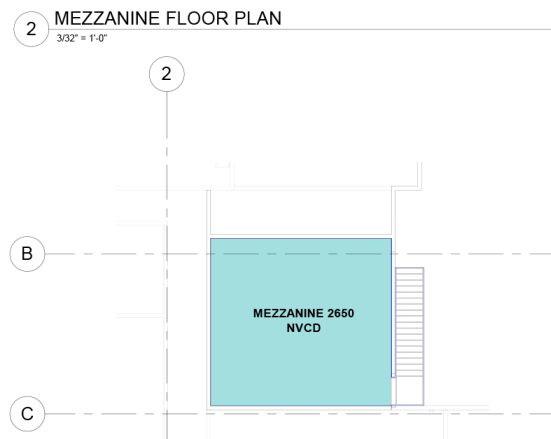 2 MEZZANINE FLOOR PLAN
3/32" = 1'-0"
2
B
MEZZANINE 2650
NVCD
C